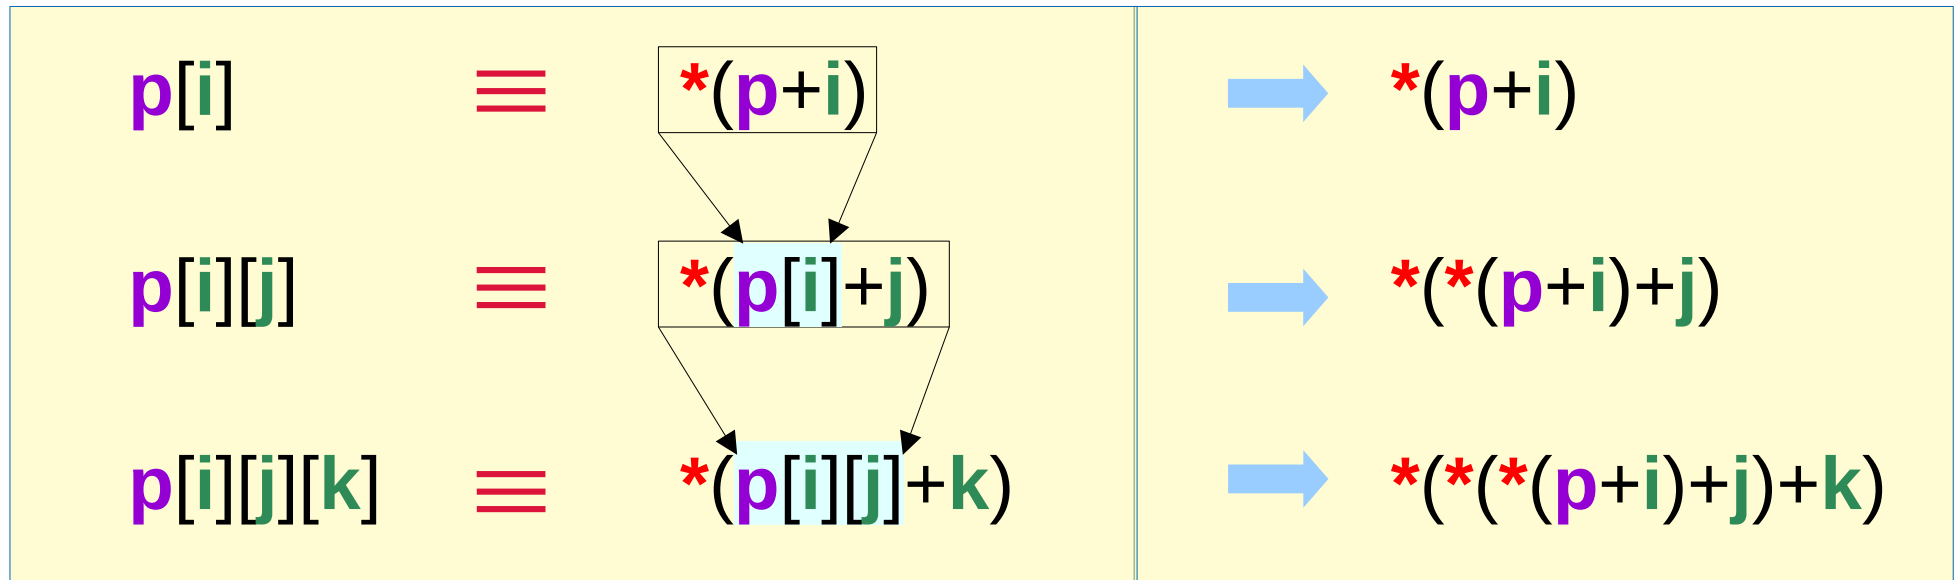 p[i] ≡ *(p+i) *(p+i)
p[i][j] ≡ *(p[i]+j) *(*(p+i)+j)
p[i][j][k] ≡ *(p[i][j]+k) *(*(*(p+i)+j)+k)